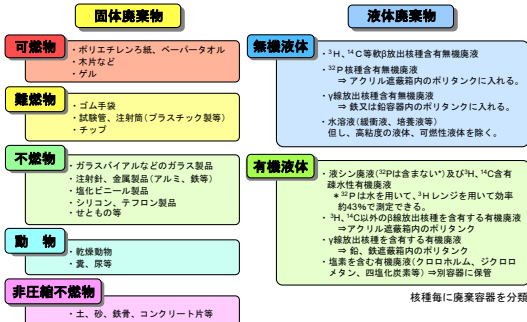 固体廃棄物
可燃物
・ポリエチレンろ紙、ペーパータオル
・木片など
・ゲル
難燃物
・ゴム手袋
・試験管、注射筒(プラスチック製等)
・チップ
不燃物
・ガラスバイアルなどのガラス製品
・注射針、金属製品(アルミ、鉄等)
・塩化ビニール製品
・シリコン、テフロン製品
・せともの等
動 物
・乾燥動物
・糞、尿等
非圧縮不燃物
・土、砂、鉄骨、コンクリート片等
液体廃棄物
無機液体
・³H、¹⁴C等軟β放出核種含有無機廃液
・³²P核種含有無機廃液
⇒ アクリル遮蔽箱内のポリタンクに入れる。
・γ線放出核種含有無機廃液
⇒ 鉄又は鉛容器内のポリタンクに入れる。
・水溶液(緩衝液、培養液等)
但し、高粘度の液体、可燃性液体を除く。
有機液体
・液シン廃液(³²Pは含まない*)及び³H、¹⁴C含有
疎水性有機廃液
＊³²Pは水を用いて、³Hレンジを用いて効率
約43%で測定できる。
・³H、¹⁴C以外のβ線放出核種を含有する有機廃液
⇒ アクリル遮蔽箱内のポリタンク
・γ線放出核種を含有する有機廃液
⇒ 鉛、鉄遮蔽箱内のポリタンク
・塩素を含む有機廃液(クロロホルム、ジクロロ
メタン、四塩化炭素等) ⇒別容器に保管
核種毎に廃棄容器を分類